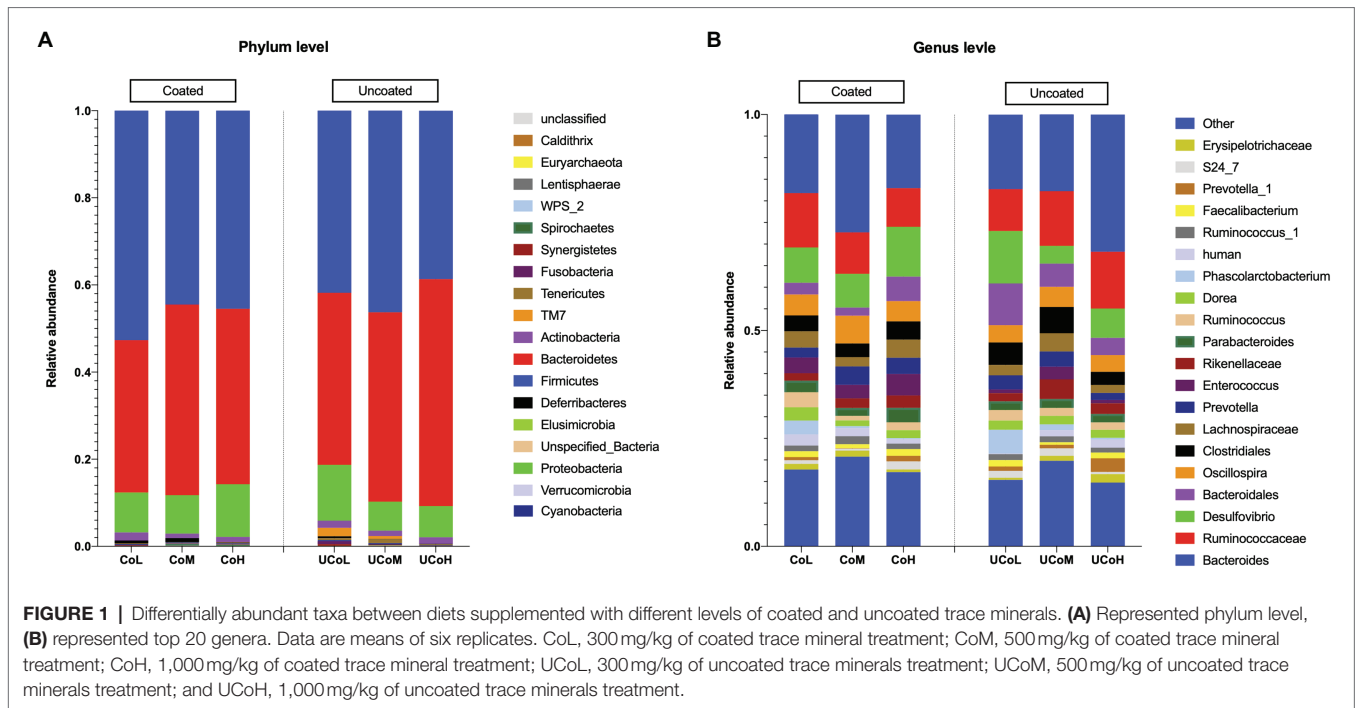 A
Phylum level
Coated
Uncoated
1.0
0.8
0.6
0.4
0.2
0.0
Relative abundance
CoL CoM CoH UCoL UCoM UCoH
unclassified
Caldithrix
Euryarchaeota
Lentisphaerae
WPS_2
Spirochaetes
Synergistetes
Fusobacteria
Tenericutes
TM7
Actinobacteria
Bacteroidetes
Firmicutes
Deferribacteres
Elusimicrobia
Unspecified_Bacteria
Proteobacteria
Verrucomicrobia
Cyanobacteria
B
Genus levle
Coated
Uncoated
1.0
0.5
0.0
Relative abundance
CoL CoM CoH UCoL UCoM UCoH
Other
Erysipelotrichaceae
S24_7
Prevotella_1
Faecalibacterium
Ruminococcus_1
human
Phascolarctobacterium
Dorea
Ruminococcus
Parabacteroides
Rikenellaceae
Enterococcus
Prevotella
Lachnospiraceae
Clostridiales
Oscillospira
Bacteroidales
Desulfovibrio
Ruminococcaceae
Bacteroides
FIGURE 1 | Differentially abundant taxa between diets supplemented with different levels of coated and uncoated trace minerals. (A) Represented phylum level,
(B) represented top 20 genera. Data are means of six replicates. CoL, 300 mg/kg of coated trace mineral treatment; CoM, 500 mg/kg of coated trace mineral
treatment; CoH, 1,000 mg/kg of coated trace mineral treatment; UCoL, 300 mg/kg of uncoated trace minerals treatment; UCoM, 500 mg/kg of uncoated trace
minerals treatment; and UCoH, 1,000 mg/kg of uncoated trace minerals treatment.